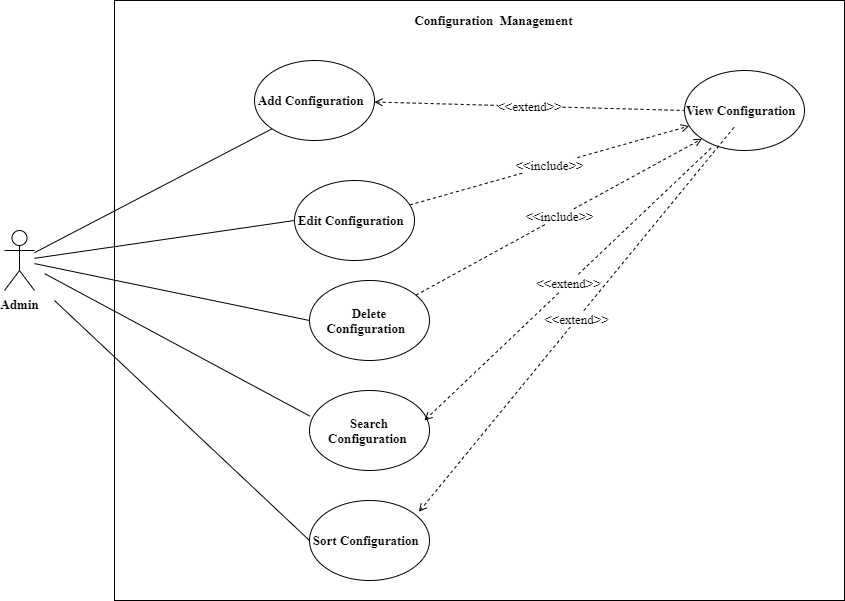 Configuration  Management
Add Configuration
<<extend>>
View Configuration
<<include>>
Edit Configuration
<<include>>
Admin
Delete
Configuration
<<extend>>
<<extend>>
Search
Configuration
Sort Configuration